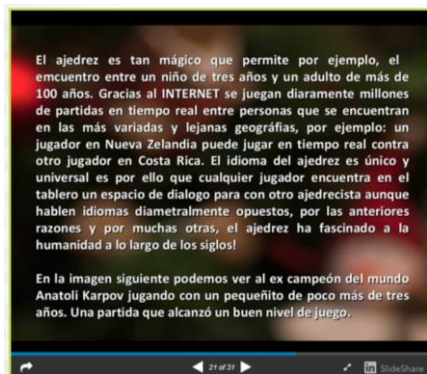 El ajedrez es tan mágico que permite por ejemplo, el
emcuentro entre un niño de tres años y un adulto de más de
100 años. Gracias al INTERNET se juegan diaramente millones
de partidas en tiempo real entre personas que se encuentran
en las más variadas y lejanas geográfias, por ejemplo: un
jugador en Nueva Zelandia puede jugar en tiempo real contra
otro jugador en Costa Rica. El idioma del ajedrez es único y
universal es por ello que cualquier jugador encuentra en el
tablero un espacio de dialogo para con otro ajedrecista aunque
hablen idiomas diametralmente opuestos, por las anteriores
razones y por muchas otras, el ajedrez ha fascinado a la
humanidad a lo largo de los siglos!
En la imagen siguiente podemos ver al ex campeón del mundo
Anatoli Karpov jugando con un pequeñito de poco más de tres
años. Una partida que alcanzó un buen nivel de juego.
21 of 31
in SlideShare